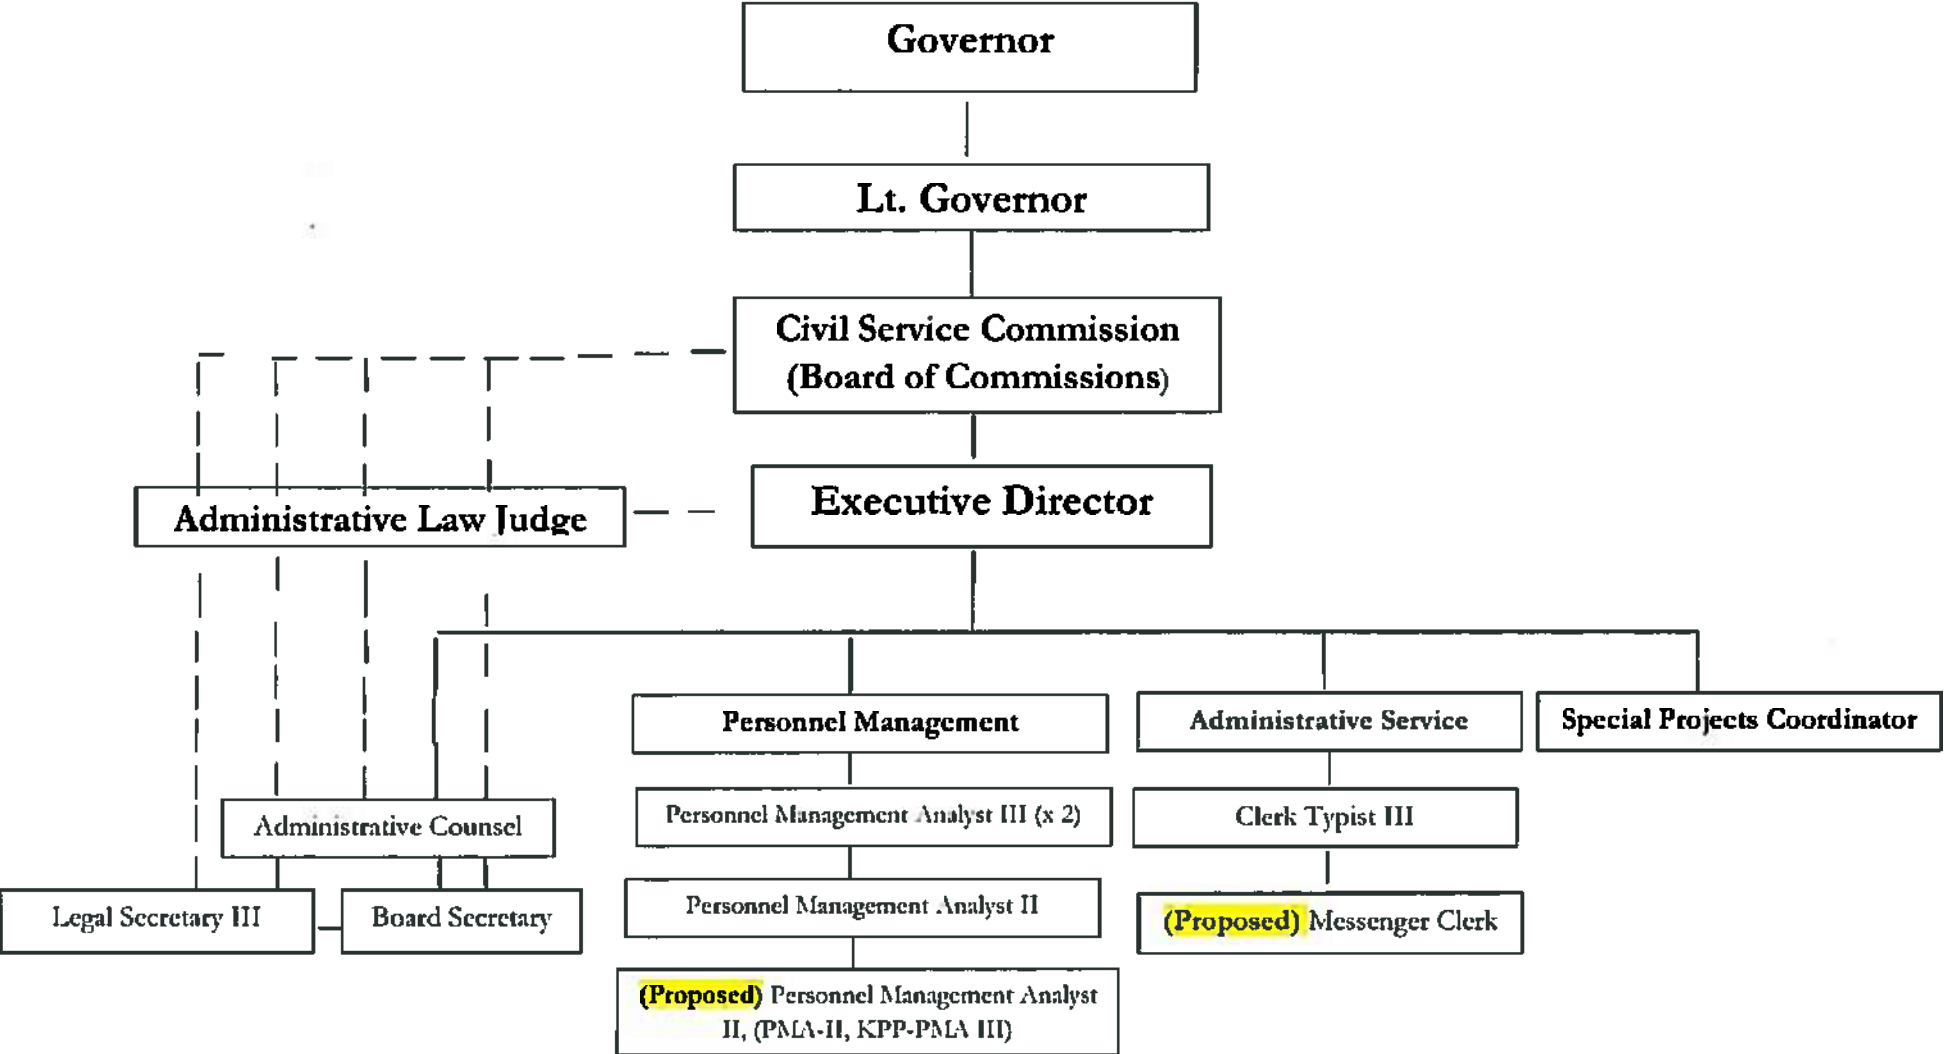 Governor
Lt. Governor
Civil Service Commission
(Board of Commissions)
Executive Director
Administrative Law Judge
Personnel Management
Administrative Service
Special Projects Coordinator
Administrative Counsel
Personnel Management Analyst III (x 2)
Clerk Typist III
Legal Secretary III
Board Secretary
Personnel Management Analyst II
(Proposed) Messenger Clerk
(Proposed) Personnel Management Analyst
II, (PMA-II, KPP-PMA III)